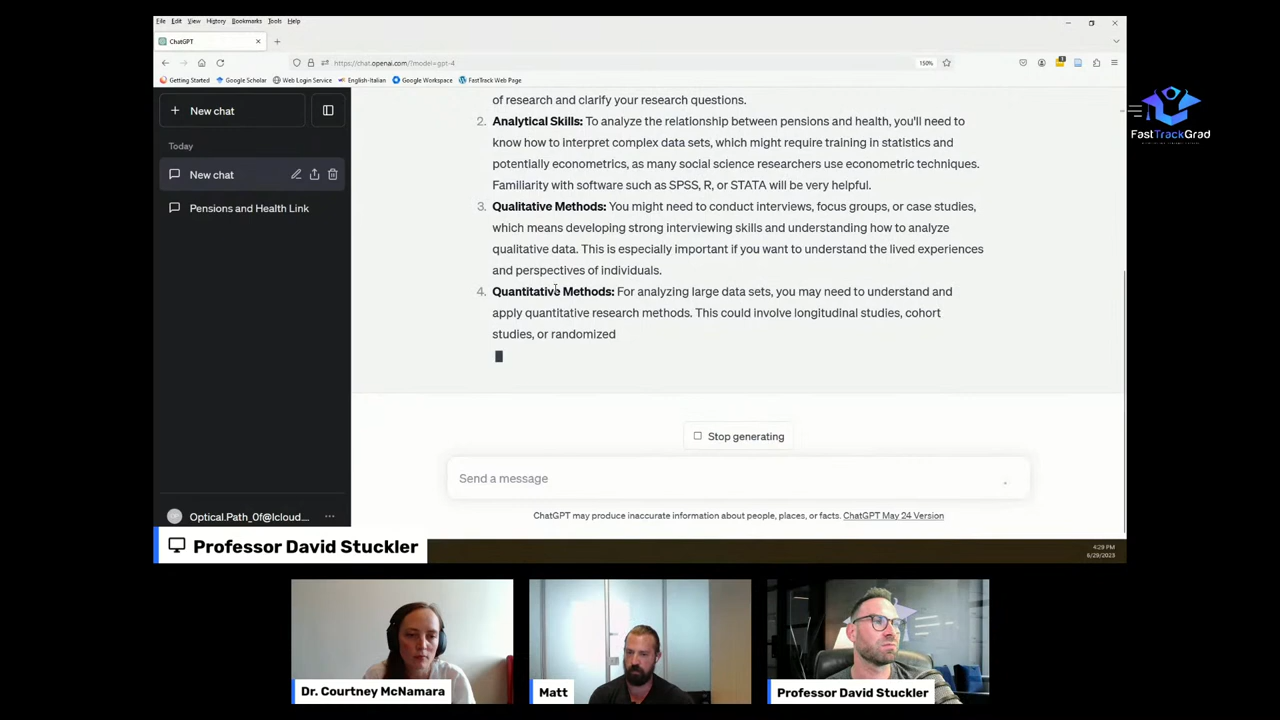 File Edit View History Bookmarks Tools Help
ChatGPT
https://chat.openai.com/?model=gpt-4
150%
Getting Started Google Scholar Web Login Service English-Italian Google Workspace FastTrack Web Page
New chat
Today
New chat
Pensions and Health Link
Optical.Path_0f@Icloud....
of research and clarify your research questions.
2. Analytical Skills: To analyze the relationship between pensions and health, you'll need to
know how to interpret complex data sets, which might require training in statistics and
potentially econometrics, as many social science researchers use econometric techniques.
Familiarity with software such as SPSS, R, or STATA will be very helpful.
3. Qualitative Methods: You might need to conduct interviews, focus groups, or case studies,
which means developing strong interviewing skills and understanding how to analyze
qualitative data. This is especially important if you want to understand the lived experiences
and perspectives of individuals.
4. Quantitative Methods: For analyzing large data sets, you may need to understand and
apply quantitative research methods. This could involve longitudinal studies, cohort
studies, or randomized
Stop generating
Send a message
ChatGPT may produce inaccurate information about people, places, or facts. ChatGPT May 24 Version
FastTrackGrad
4:29 PM
6/29/2023
Professor David Stuckler
Dr. Courtney McNamara
Matt
Professor David Stuckler